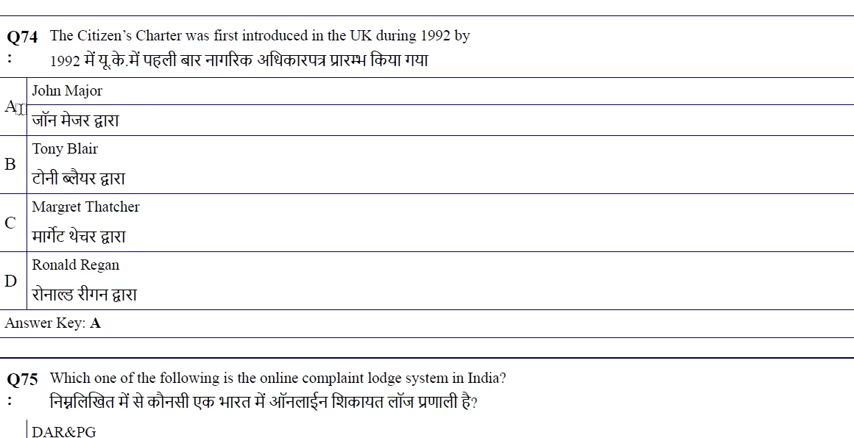 Q74 The Citizen's Charter was first introduced in the UK during 1992 by
: 1992 में यू.के.में पहली बार नागरिक अधिकारपत्र प्रारम्भ किया गया
A
John Major
जॉन मेजर द्वारा
B
Tony Blair
टोनी ब्लैयर द्वारा
C
Margret Thatcher
मार्गेट थेचर द्वारा
D
Ronald Regan
रोनाल्ड रीगन द्वारा
Answer Key: A
Q75 Which one of the following is the online complaint lodge system in India?
: निम्नलिखित में से कौनसी एक भारत में ऑनलाईन शिकायत लॉज प्रणाली है?
DAR&PG